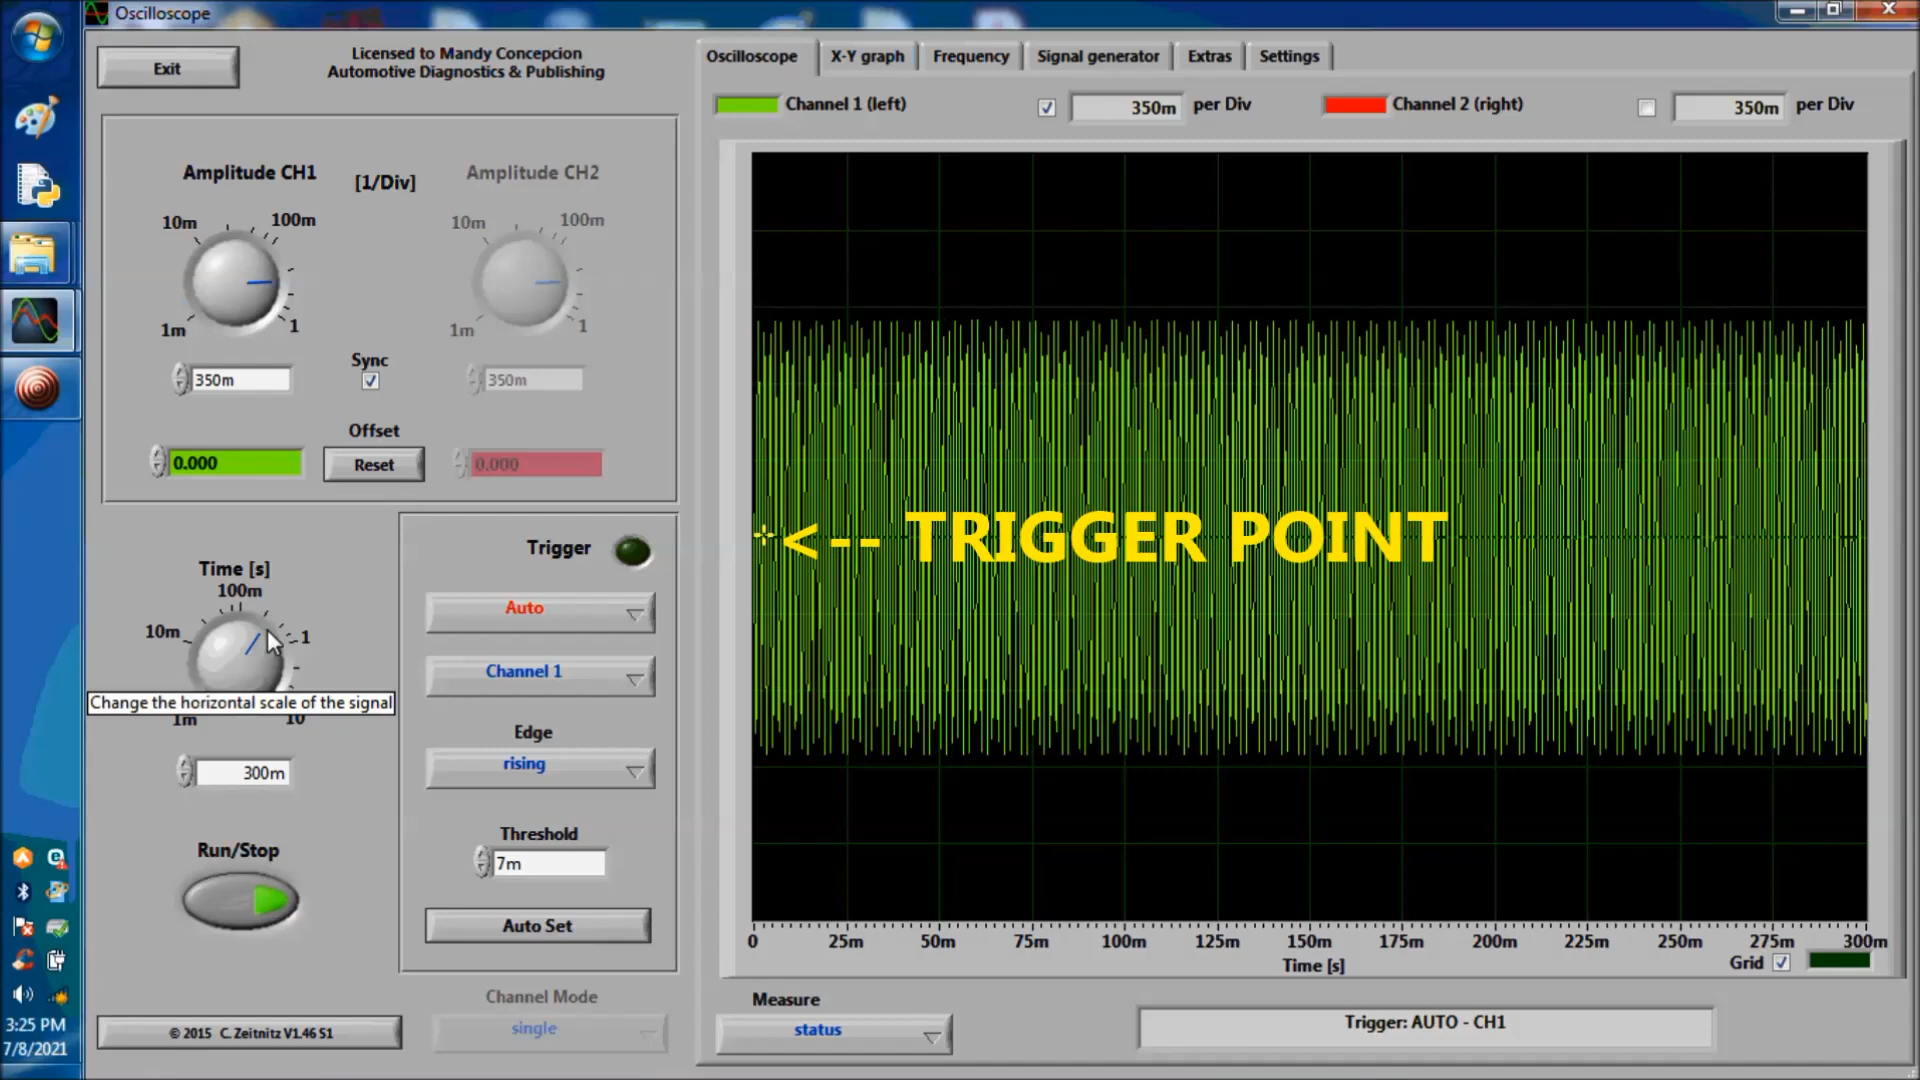 Oscilloscope
Exit
Licensed to Mandy Concepcion
Automotive Diagnostics & Publishing
Oscilloscope X-Y graph Frequency Signal generator Extras Settings
Channel 1 (left) 350m per Div Channel 2 (right) 350m per Div
Amplitude CH1 [1/Div] Amplitude CH2
10m 100m 10m 100m
1m 1 1m 1
Sync
350m 350m
Offset
0.000 Reset 0.000
<-- TRIGGER POINT
Trigger
Time [s]
100m
Auto
10m 1
Channel 1
Change the horizontal scale of the signal
1m 10
Edge
rising
300m
Threshold
7m
Run/Stop
Auto Set
0 25m 50m 75m 100m 125m 150m 175m 200m 225m 250m 275m 300m
Time [s]
Grid
Channel Mode
single
Measure
status
Trigger: AUTO - CH1
© 2015 C. Zeitnitz V1.46 S1
3:25 PM
7/8/2021